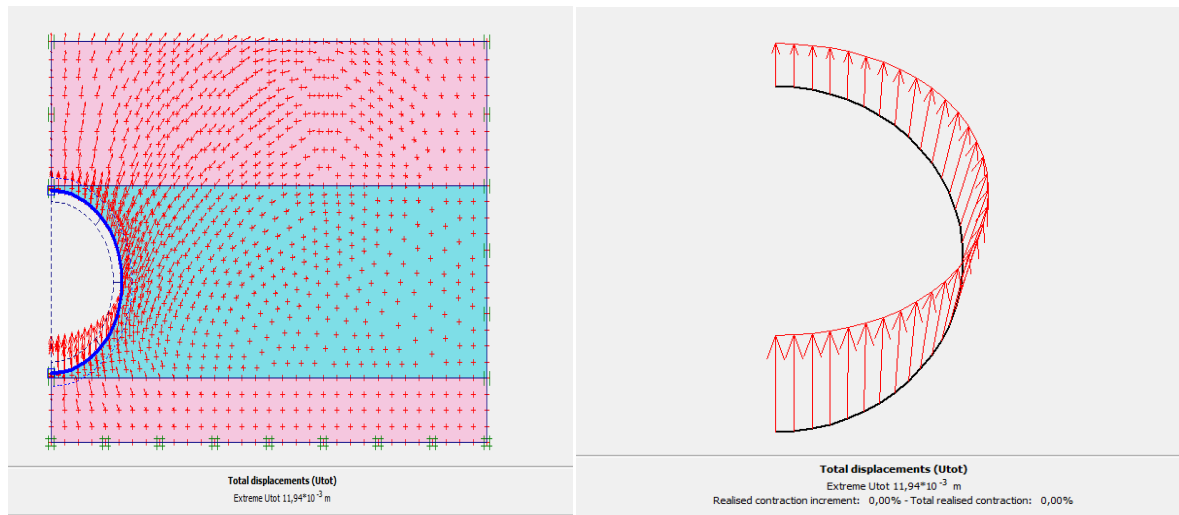 Total displacements (Utot)
Extreme Utot 11,94*10 -3 m
Total displacements (Utot)
Extreme Utot 11,94*10 -3 m
Realised contraction increment: 0,00% - Total realised contraction: 0,00%